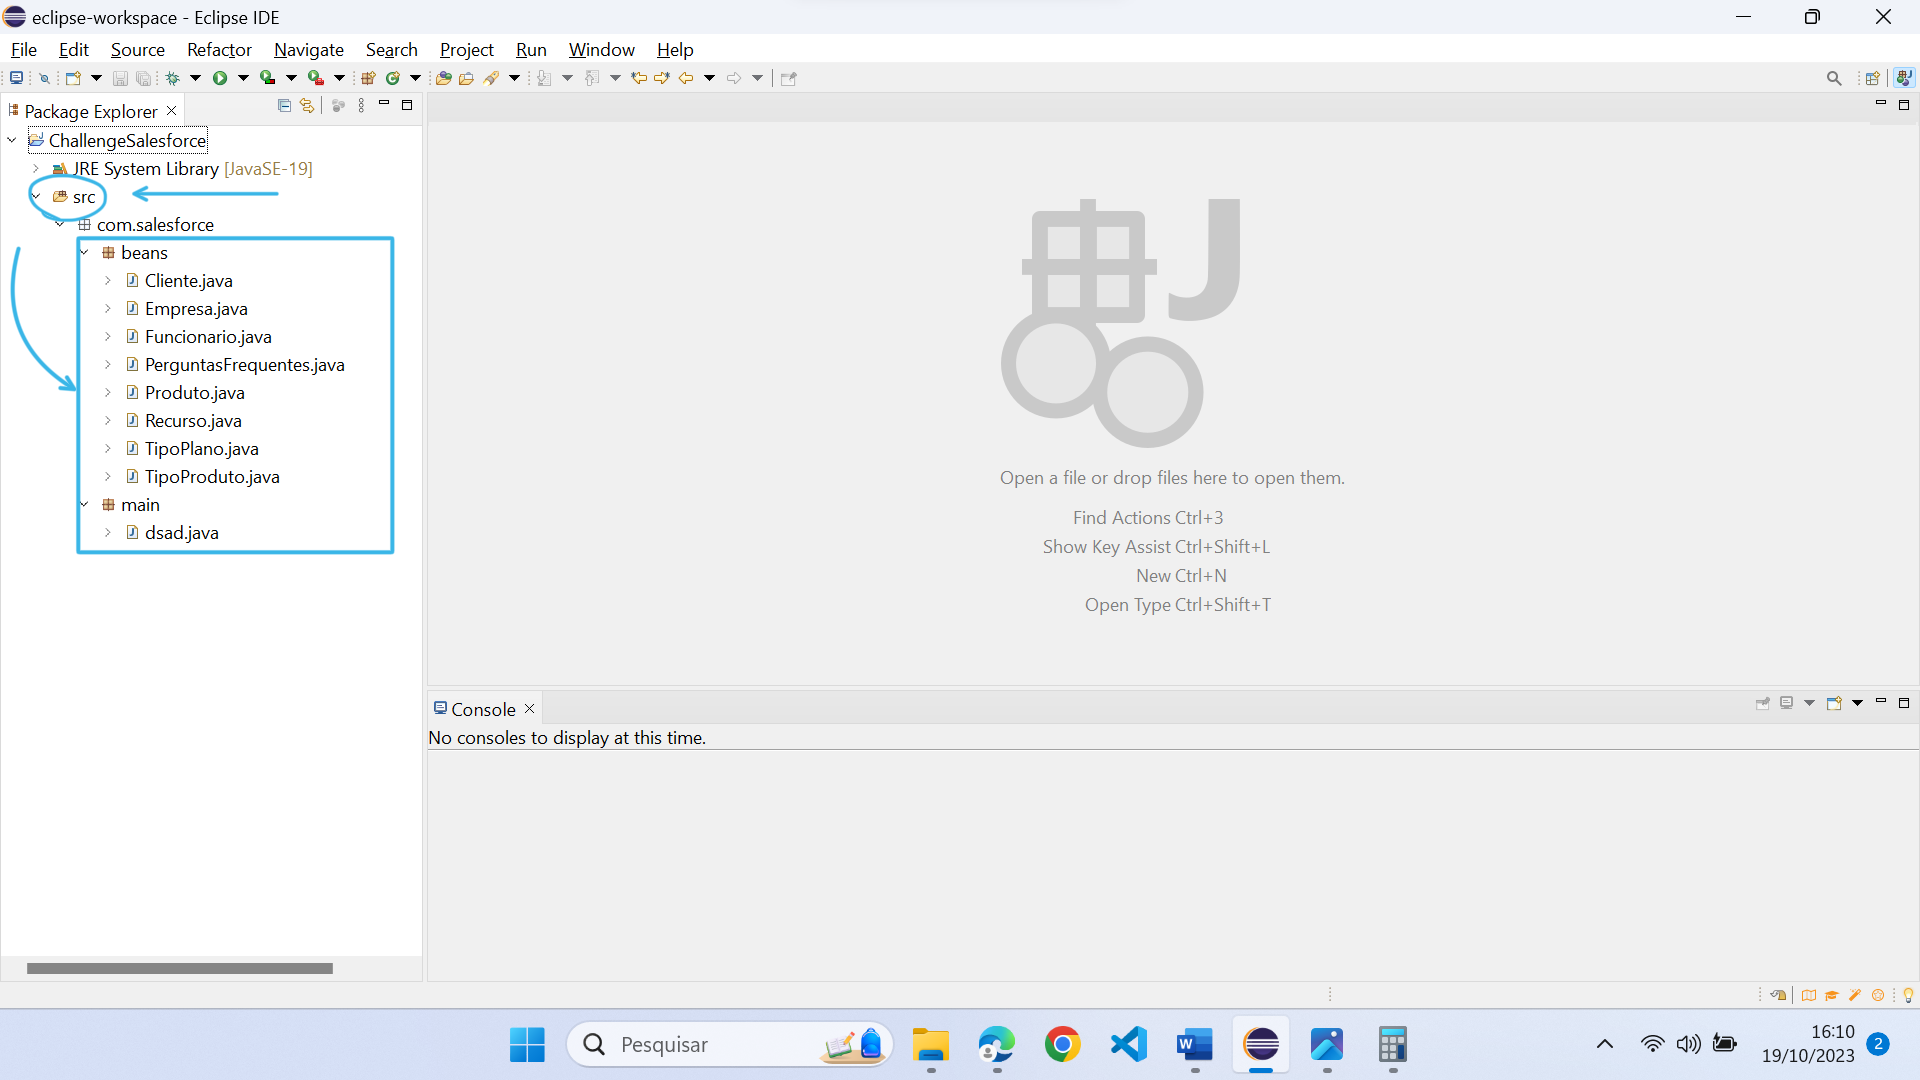 eclipse-workspace - Eclipse IDE
File Edit Source Refactor Navigate Search Project Run Window Help
Package Explorer
ChallengeSalesforce
JRE System Library [JavaSE-19]
src
com.salesforce
beans
Cliente.java
Empresa.java
Funcionario.java
PerguntasFrequentes.java
Produto.java
Recurso.java
TipoPlano.java
TipoProduto.java
main
dsad.java
Open a file or drop files here to open them.
Find Actions Ctrl+3
Show Key Assist Ctrl+Shift+L
New Ctrl+N
Open Type Ctrl+Shift+T
Console
No consoles to display at this time.
Pesquisar
16:10
19/10/2023
2